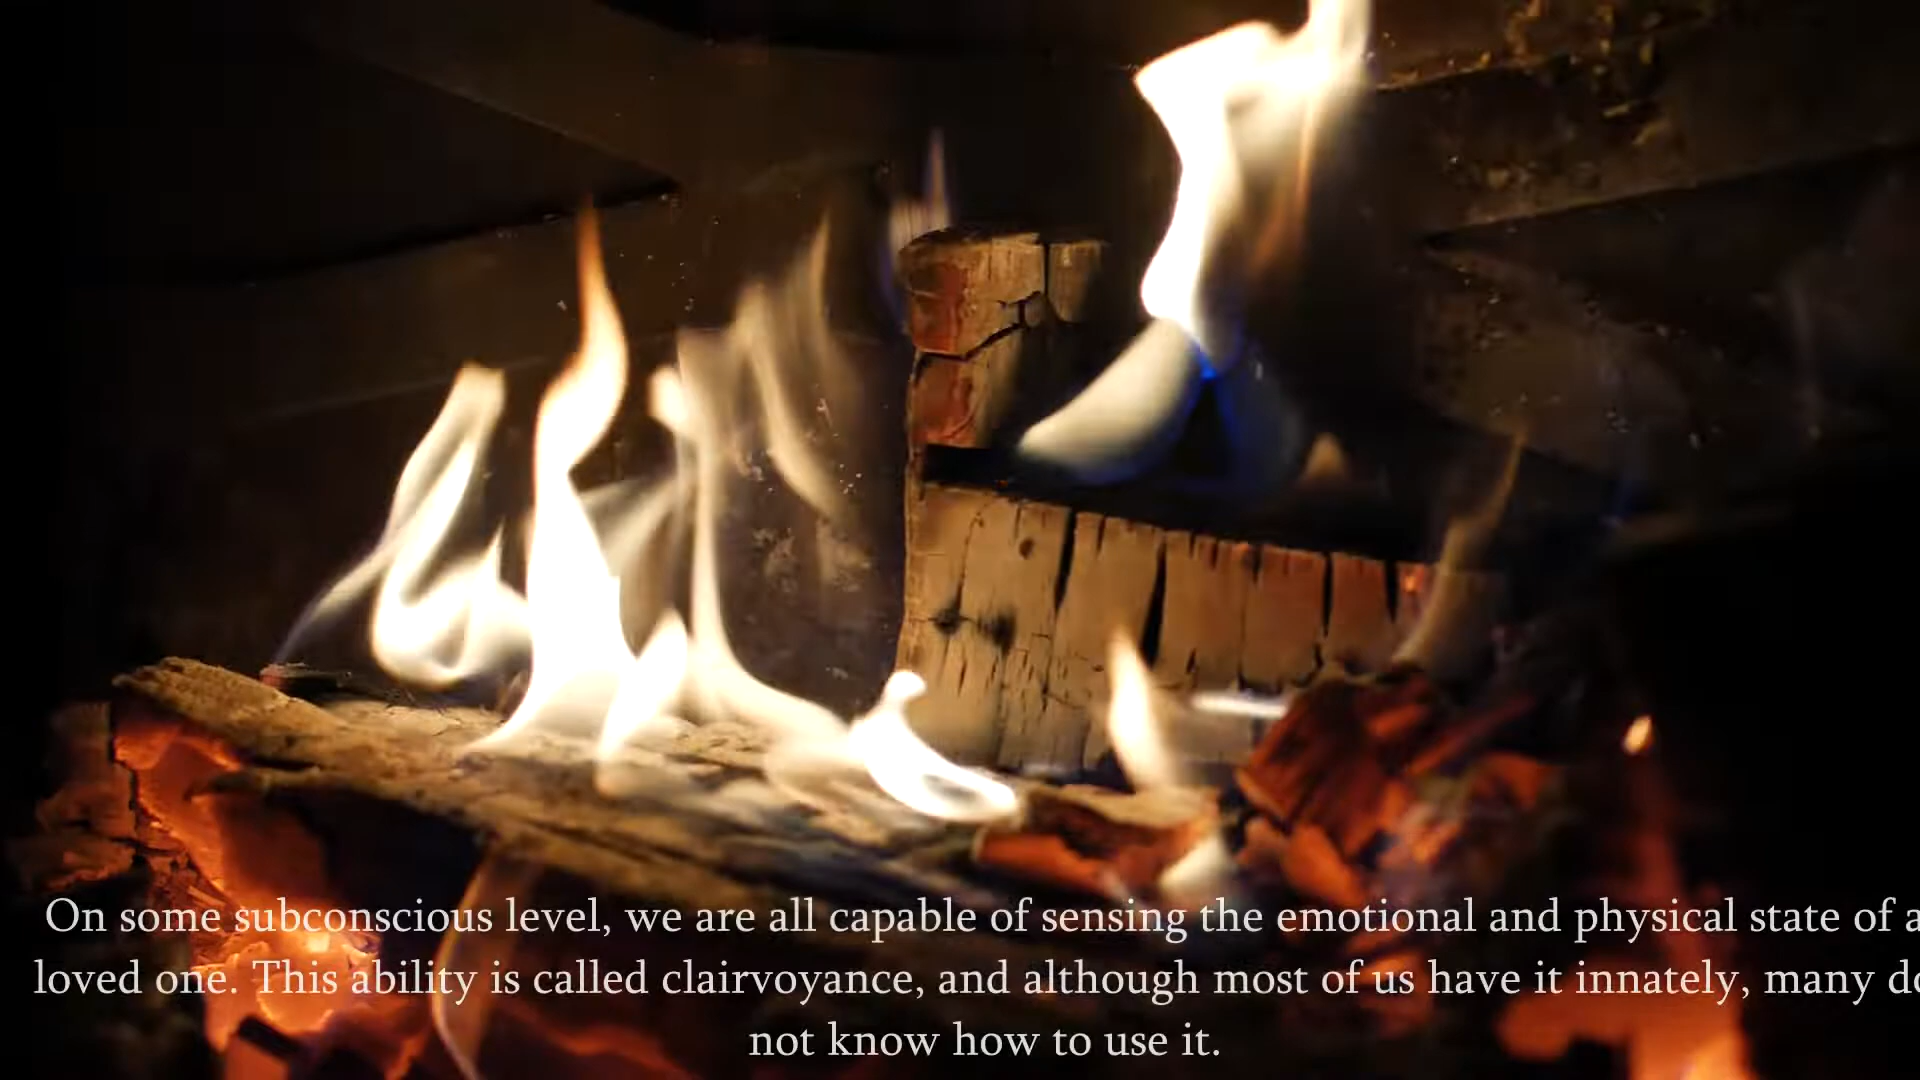 On some subconscious level, we are all capable of sensing the emotional and physical state of a
loved one. This ability is called clairvoyance, and although most of us have it innately, many do
not know how to use it.